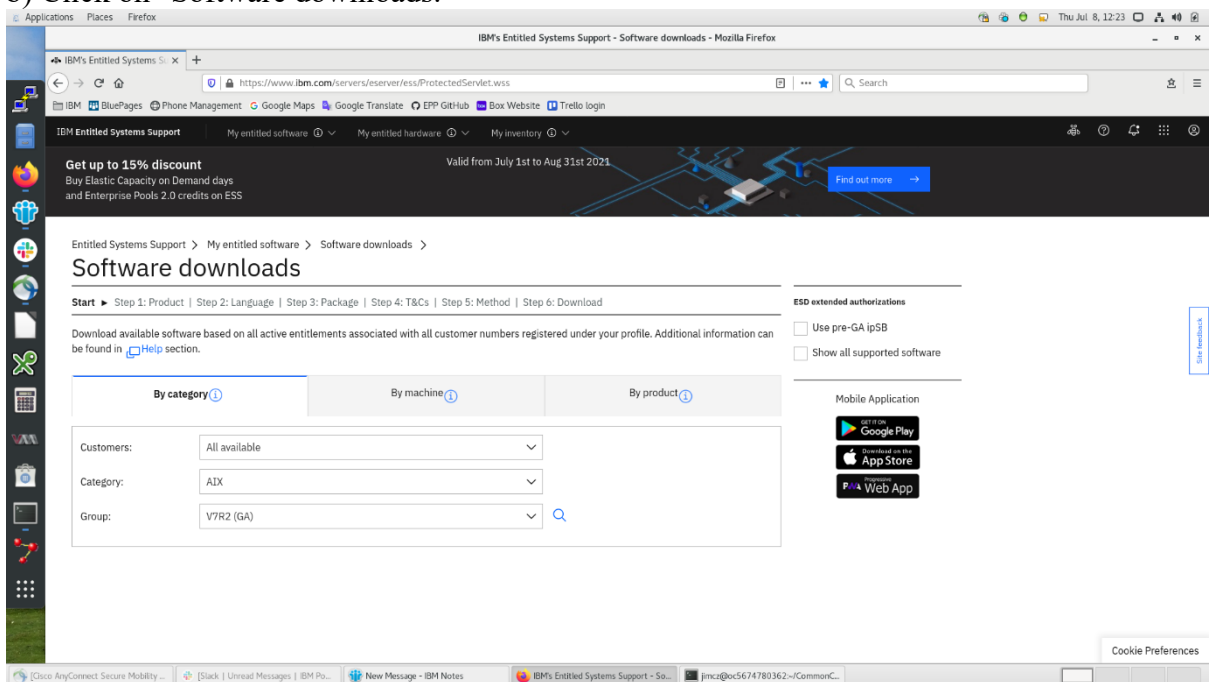 b) Click on "Software downloads.
Applications Places Firefox
Thu Jul 8, 12:23
IBM's Entitled Systems Support - Software downloads - Mozilla Firefox
IBM's Entitled Systems Su
https://www.ibm.com/servers/eserver/ess/ProtectedServlet.wss
Search
IBM BluePages Phone Management Google Maps Google Translate EPP GitHub Box Website Trello login
IBM Entitled Systems Support My entitled software My entitled hardware My inventory
Get up to 15% discount
Valid from July 1st to Aug 31st 2021
Buy Elastic Capacity on Demand days
and Enterprise Pools 2.0 credits on ESS
Find out more →
Entitled Systems Support > My entitled software > Software downloads >
Software downloads
Start ► Step 1: Product | Step 2: Language | Step 3: Package | Step 4: T&Cs | Step 5: Method | Step 6: Download
ESD extended authorizations
Download available software based on all active entitlements associated with all customer numbers registered under your profile. Additional information can
be found in Help section.
Use pre-GA ipSB
Show all supported software
Site feedback
By category By machine By product
Mobile Application
GET IT ON
Google Play
Download on the
App Store
Progressive
PWA Web App
Customers: All available
Category: AIX
Group: V7R2 (GA)
Cookie Preferences
[Cisco AnyConnect Secure Mobility ... [Slack | Unread Messages | IBM Po... New Message - IBM Notes IBM's Entitled Systems Support - So... jimcz@oc5674780362:~/CommonC...